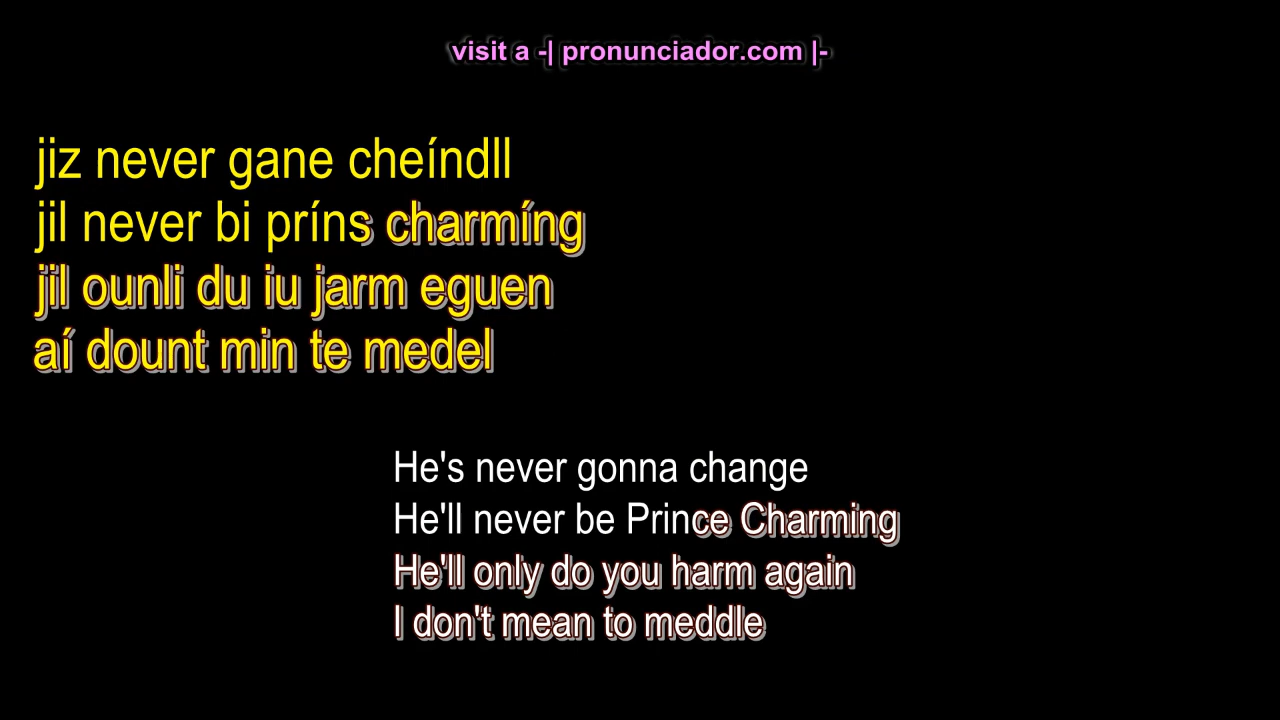 visit a -| pronunciador.com |-
jiz never gane cheíndll
jil never bi príns charmíng
jil ounli du iu jarm eguen
aí dount min te medel
He's never gonna change
He'll never be Prince Charming
He'll only do you harm again
I don't mean to meddle